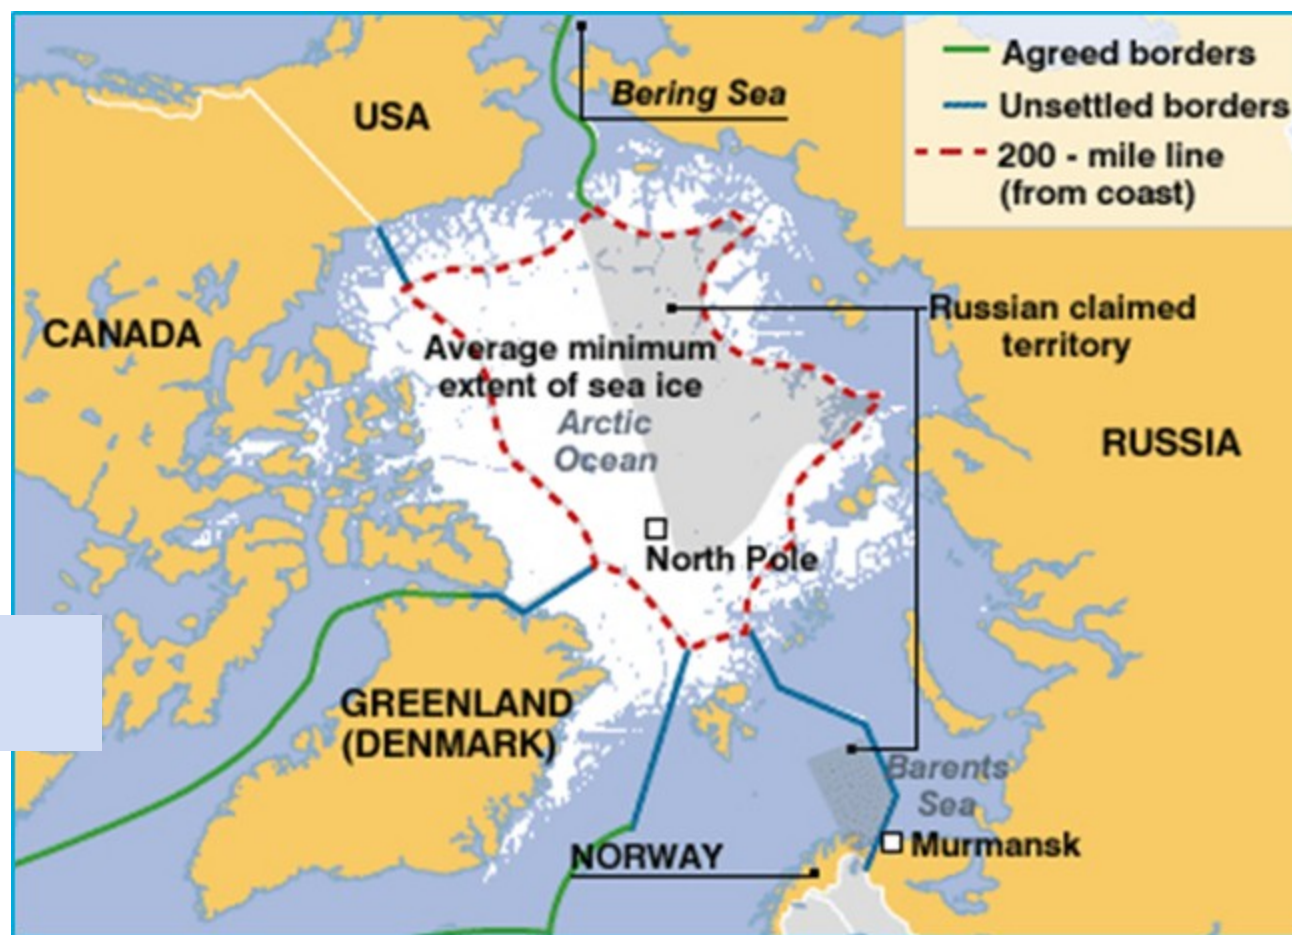 Agreed borders
Unsettled borders
200 - mile line
(from coast)
Bering Sea
USA
CANADA
Russian claimed
territory
Average minimum
extent of sea ice
Arctic
Ocean
RUSSIA
North Pole
GREENLAND
(DENMARK)
Barents
Sea
Murmansk
NORWAY